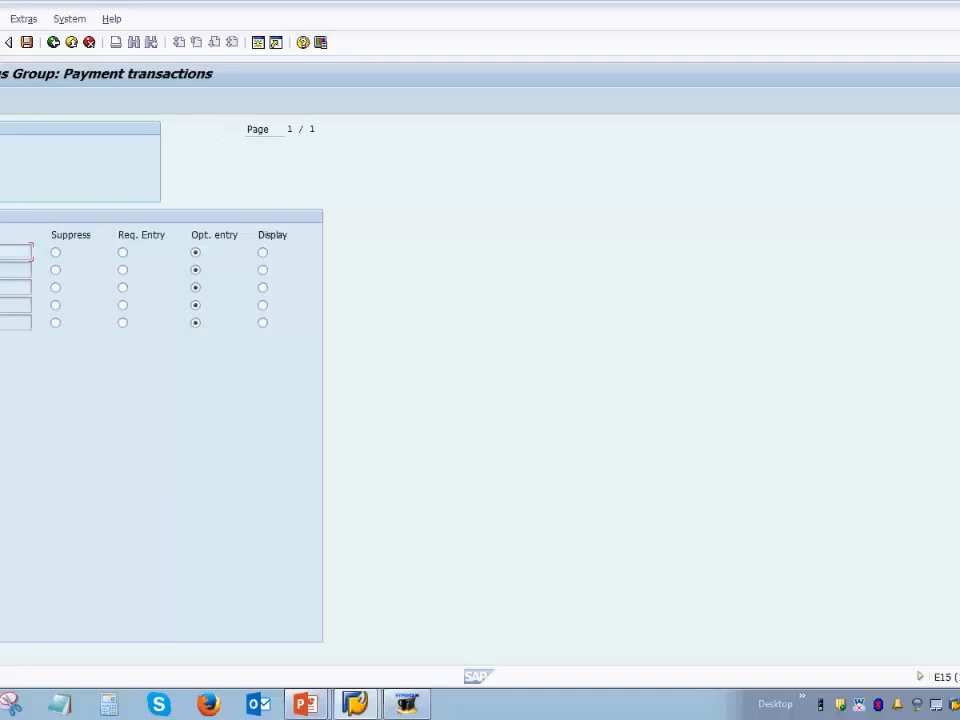 Extras System Help
s Group: Payment transactions
Page 1 / 1
Suppress Req. Entry Opt. entry Display
SAP
E15 (
Desktop